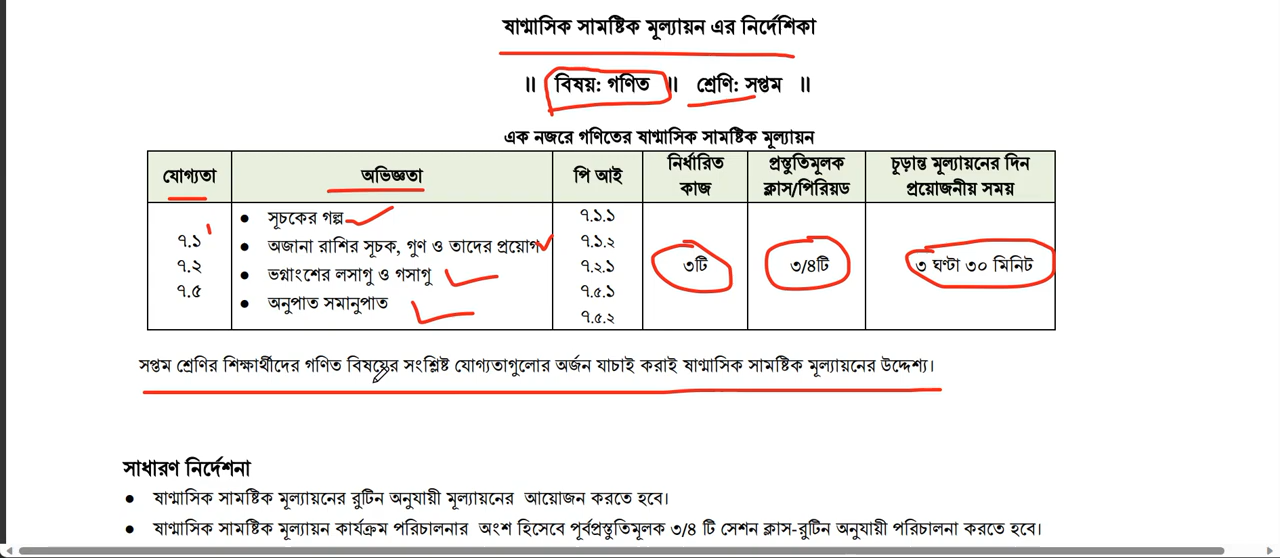 ষাণ্মাসিক সামষ্টিক মূল্যায়ন এর নির্দেশিকা
॥ বিষয়: গণিত ॥ শ্রেণি: সপ্তম ॥
এক নজরে গণিতের ষাণ্মাসিক সামষ্টিক মূল্যায়ন
যোগ্যতা অভিজ্ঞতা পি আই নির্ধারিত কাজ প্রস্তুতিমূলক ক্লাস/পিরিয়ড চূড়ান্ত মূল্যায়নের দিন প্রয়োজনীয় সময়
৭.১
৭.২
৭.৫
● সূচকের গল্প
● অজানা রাশির সূচক, গুণ ও তাদের প্রয়োগ
● ভগ্নাংশের লসাগু ও গসাগু
● অনুপাত সমানুপাত
৭.১.১
৭.১.২
৭.২.১
৭.৫.১
৭.৫.২
৩টি
৩/৪টি
৩ ঘণ্টা ৩০ মিনিট
সপ্তম শ্রেণির শিক্ষার্থীদের গণিত বিষয়ের সংশ্লিষ্ট যোগ্যতাগুলোর অর্জন যাচাই করাই ষাণ্মাসিক সামষ্টিক মূল্যায়নের উদ্দেশ্য।
সাধারণ নির্দেশনা
● ষাণ্মাসিক সামষ্টিক মূল্যায়নের রুটিন অনুযায়ী মূল্যায়নের আয়োজন করতে হবে।
● ষাণ্মাসিক সামষ্টিক মূল্যায়ন কার্যক্রম পরিচালনার অংশ হিসেবে পূর্বপ্রস্তুতিমূলক ৩/৪ টি সেশন ক্লাস-রুটিন অনুযায়ী পরিচালনা করতে হবে।